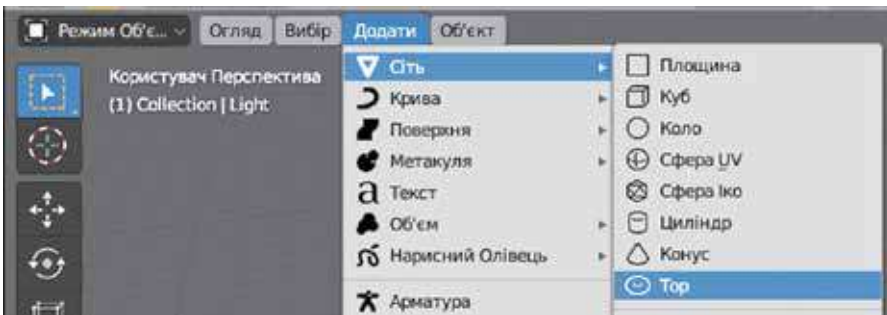 Режим Об'є... Огляд Вибір Додати Об'єкт
Користувач Перспектива
(1) Collection | Light
Сіть
Крива
Поверхня
Метакуля
Текст
Об'єм
Нарисний Олівець
Арматура
Площина
Куб
Коло
Сфера UV
Сфера Ico
Циліндр
Конус
Тор